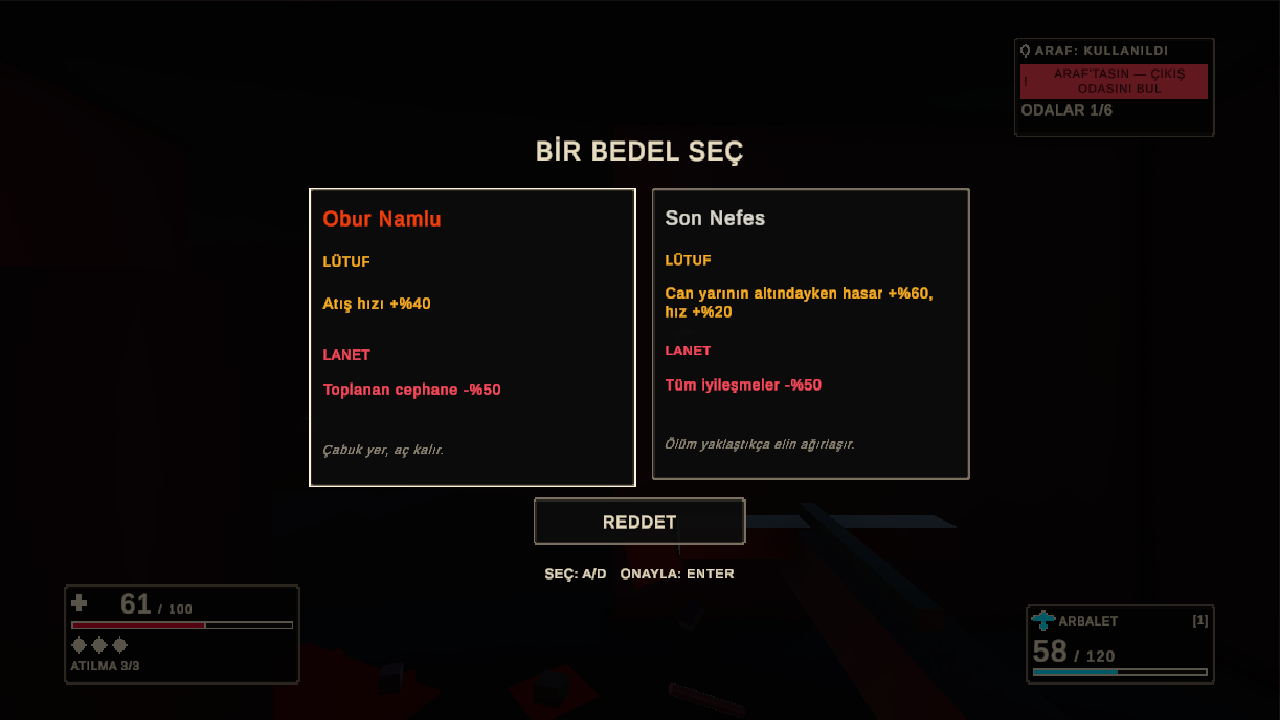 ARAF: KULLANILDI
! ARAF'TASIN — ÇIKIŞ
ODASINI BUL
ODALAR 1/6
BİR BEDEL SEÇ
Obur Namlu
LÜTUF
Atış hızı +%40
LANET
Toplanan cephane -%50
Çabuk yer, aç kalır.
Son Nefes
LÜTUF
Can yarının altındayken hasar +%60,
hız +%20
LANET
Tüm iyileşmeler -%50
Ölüm yaklaştıkça elin ağırlaşır.
REDDET
SEÇ: A/D ONAYLA: ENTER
61 / 100
ATILMA 3/3
ARBALET [1]
58 / 120